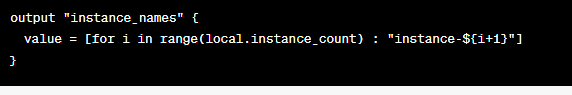 output "instance_names" {
  value = [for i in range(local.instance_count) : "instance-${i+1}"]
}